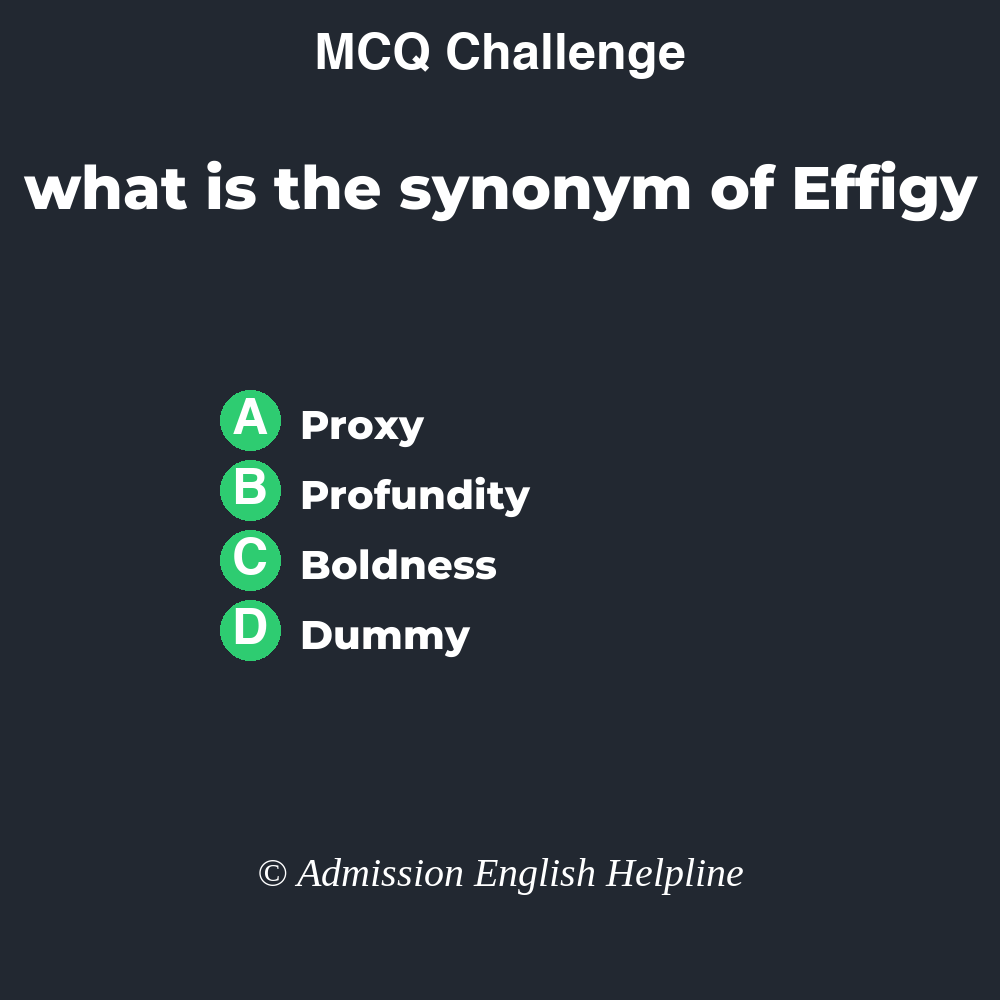 MCQ Challenge
what is the synonym of Effigy
A Proxy
B Profundity
C Boldness
D Dummy
© Admission English Helpline